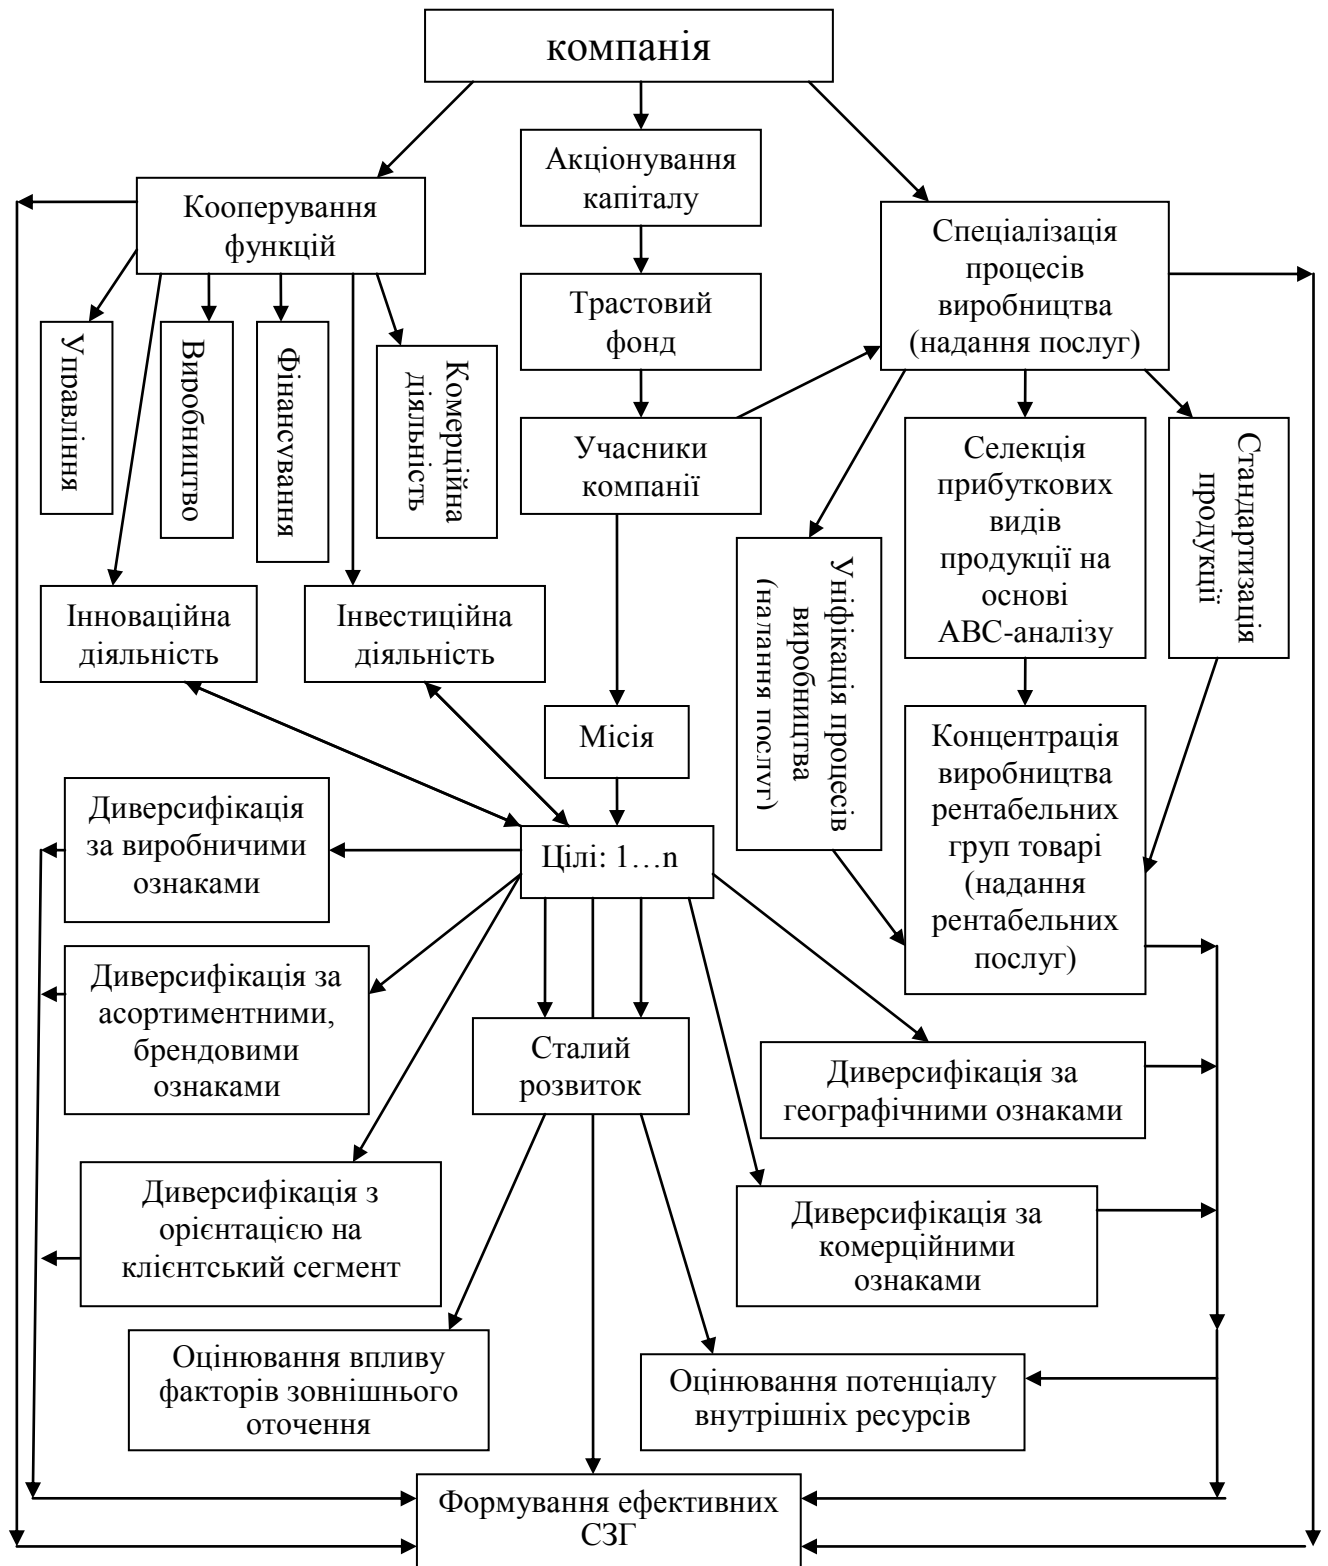 компанія
Акціонування
капіталу
Кооперування
функцій
Спеціалізація
процесів
виробництва
(надання послуг)
Трастовий
фонд
Управління
Виробництво
Фінансування
Комерційна
діяльність
Учасники
компанії
Селекція
прибуткових
видів
продукції на
основі
АВС-аналізу
Стандартизація
продукції
Уніфікація процесів
виробництва
(надання послуг)
Інноваційна
діяльність
Інвестиційна
діяльність
Місія
Концентрація
виробництва
рентабельних
груп товарі
(надання
рентабельних
послуг)
Диверсифікація
за виробничими
ознаками
Цілі: 1…n
Диверсифікація за
асортиментними,
брендовими
ознаками
Сталий
розвиток
Диверсифікація за
географічними ознаками
Диверсифікація з
орієнтацією на
клієнтський сегмент
Диверсифікація за
комерційними
ознаками
Оцінювання впливу
факторів зовнішнього
оточення
Оцінювання потенціалу
внутрішніх ресурсів
Формування ефективних
СЗГ